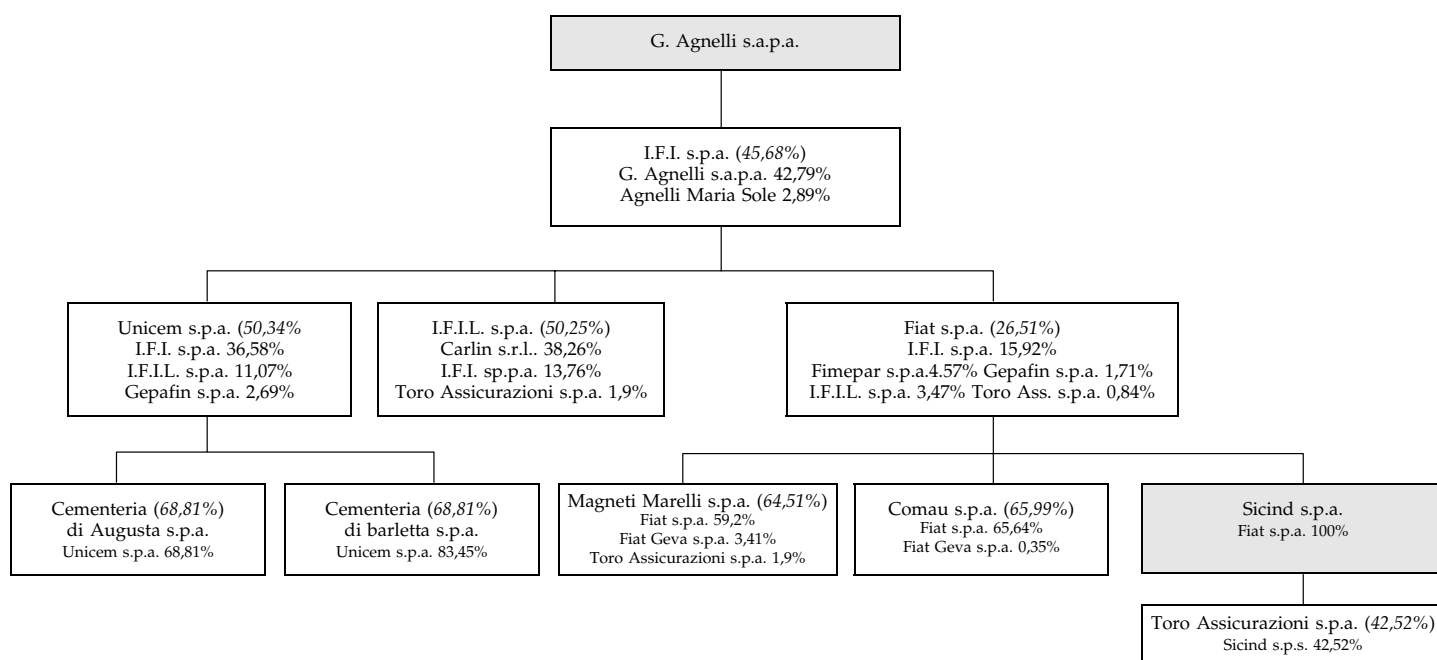 G. Agnelli s.a.p.a.
I.F.I. s.p.a. (45,68%)
G. Agnelli s.a.p.a. 42,79%
Agnelli Maria Sole 2,89%
Unicem s.p.a. (50,34%
I.F.I. s.p.a. 36,58%
I.F.I.L. s.p.a. 11,07%
Gepafin s.p.a. 2,69%
I.F.I.L. s.p.a. (50,25%)
Carlin s.r.l.. 38,26%
I.F.I. sp.p.a. 13,76%
Toro Assicurazioni s.p.a. 1,9%
Fiat s.p.a. (26,51%)
I.F.I. s.p.a. 15,92%
Fimepar s.p.a.4.57% Gepafin s.p.a. 1,71%
I.F.I.L. s.p.a. 3,47% Toro Ass. s.p.a. 0,84%
Cementeria (68,81%)
di Augusta s.p.a.
Unicem s.p.a. 68,81%
Cementeria (68,81%)
di barletta s.p.a.
Unicem s.p.a. 83,45%
Magneti Marelli s.p.a. (64,51%)
Fiat s.p.a. 59,2%
Fiat Geva s.p.a. 3,41%
Toro Assicurazioni s.p.a. 1,9%
Comau s.p.a. (65,99%)
Fiat s.p.a. 65,64%
Fiat Geva s.p.a. 0,35%
Sicind s.p.a.
Fiat s.p.a. 100%
Toro Assicurazioni s.p.a. (42,52%)
Sicind s.p.s. 42,52%